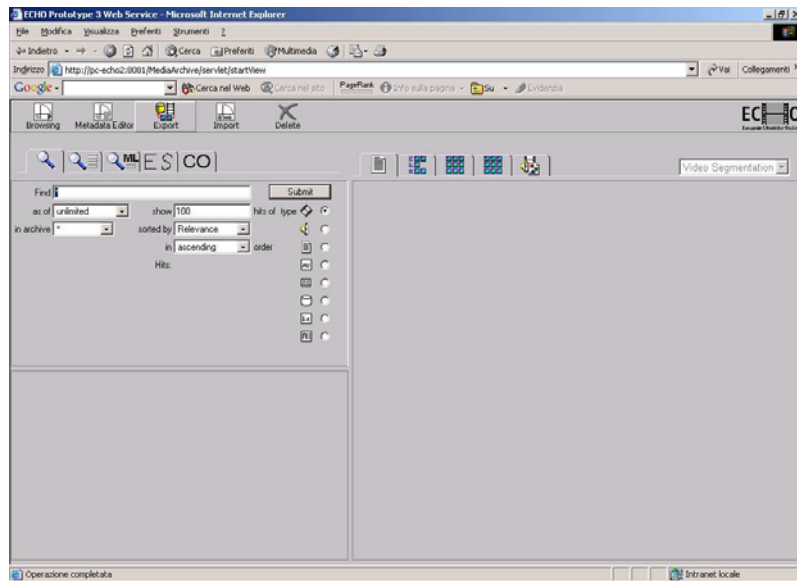 ECHO Prototype 3 Web Service - Microsoft Internet Explorer
File Modifica Visualizza Preferiti Strumenti ?
Indietro Cerca Preferiti Multimedia
Indirizzo http://pc-echo2:8081/MediaArchive/servlet/startView Vai Collegamenti »
Google Cerca nel Web Cerca nel sito PageRank Info sulla pagina Su Evidenzia
Browsing Metadata Editor Export Import Delete
ECHO
ML E S CO
Video Segmentation
Find * Submit
as of unlimited show 100 hits of type
in archive * sorted by Relevance
in ascending order
Hits:
Operazione completata Intranet locale